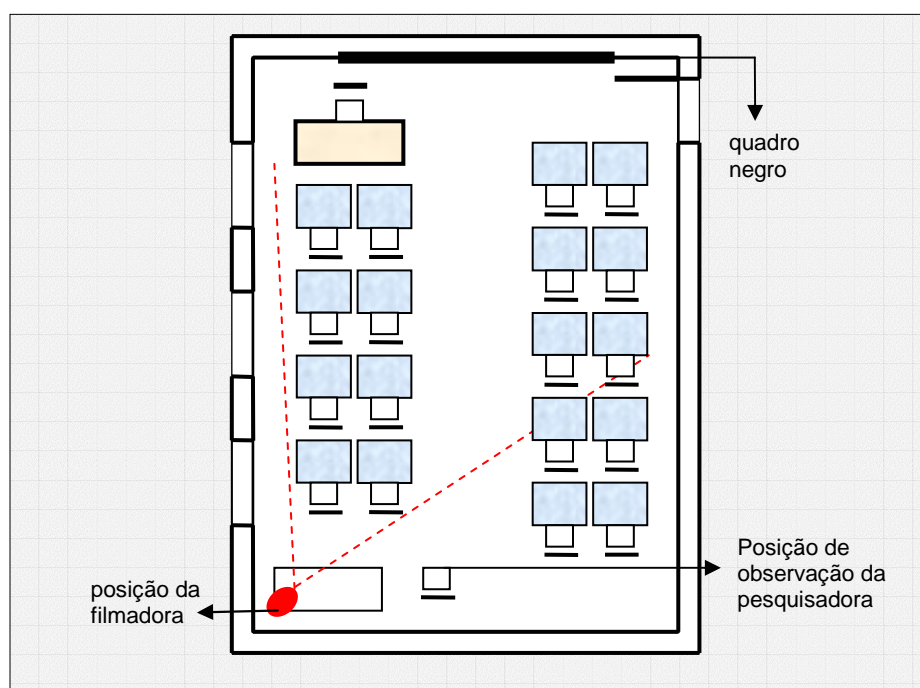 quadro
negro
Posição de
observação da
pesquisadora
posição da
filmadora